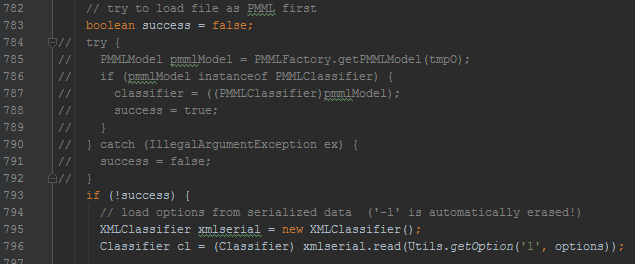 782 // try to load file as PMML first
783 boolean success = false;
784 // try {
785 // PMMLModel pmmlModel = PMMLFactory.getPMMLModel(tmpO);
786 // if (pmmlModel instanceof PMMLClassifier) {
787 // classifier = ((PMMLClassifier)pmmlModel);
788 // success = true;
789 // }
790 // } catch (IllegalArgumentException ex) {
791 // success = false;
792 // }
793 if (!success) {
794 // load options from serialized data ('-l' is automatically erased!)
795 XMLClassifier xmlserial = new XMLClassifier();
796 Classifier cl = (Classifier) xmlserial.read(Utils.getOption('l', options));
797